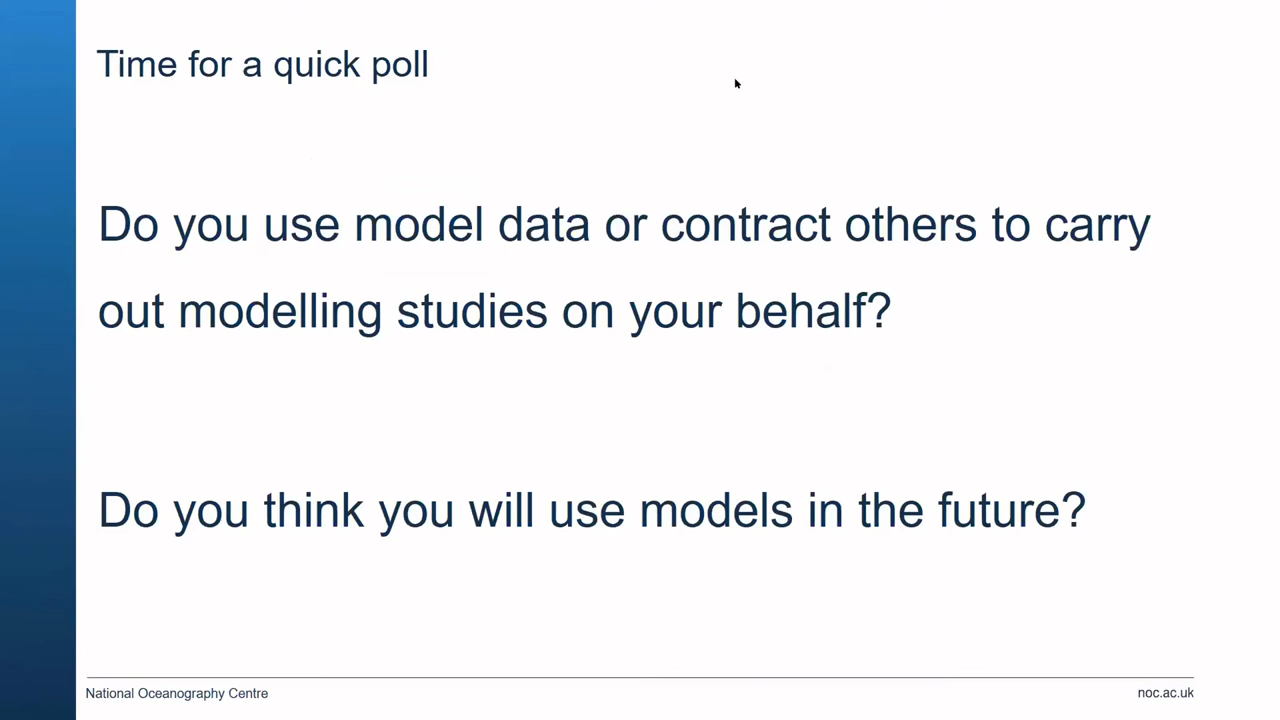 Time for a quick poll
Do you use model data or contract others to carry
out modelling studies on your behalf?
Do you think you will use models in the future?
National Oceanography Centre
noc.ac.uk